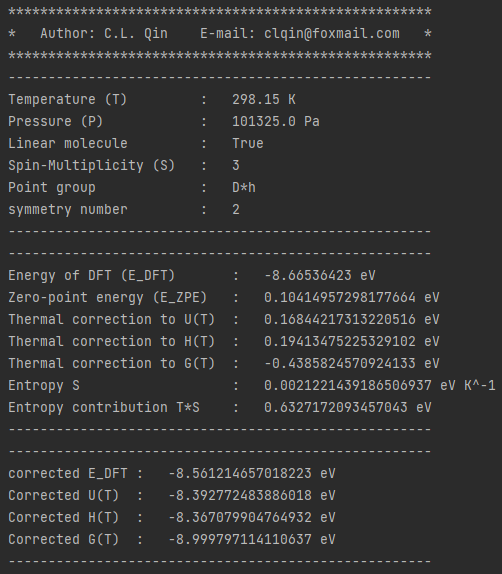 *****************************************************
*   Author: C.L. Qin    E-mail: clqin@foxmail.com   *
*****************************************************
-----------------------------------------------------
Temperature (T)         :   298.15 K
Pressure (P)            :   101325.0 Pa
Linear molecule         :   True
Spin-Multiplicity (S)   :   3
Point group             :   D*h
symmetry number         :   2
-----------------------------------------------------
-----------------------------------------------------
Energy of DFT (E_DFT)       :   -8.66536423 eV
Zero-point energy (E_ZPE)   :   0.10414957298177664 eV
Thermal correction to U(T)  :   0.16844217313220516 eV
Thermal correction to H(T)  :   0.19413475225329102 eV
Thermal correction to G(T)  :   -0.4385824570924133 eV
Entropy S                   :   0.0021221439186506937 eV K^-1
Entropy contribution T*S    :   0.6327172093457043 eV
-----------------------------------------------------
-----------------------------------------------------
corrected E_DFT :   -8.561214657018223 eV
Corrected U(T)  :   -8.392772483886018 eV
Corrected H(T)  :   -8.367079904764932 eV
Corrected G(T)  :   -8.999797114110637 eV
-----------------------------------------------------